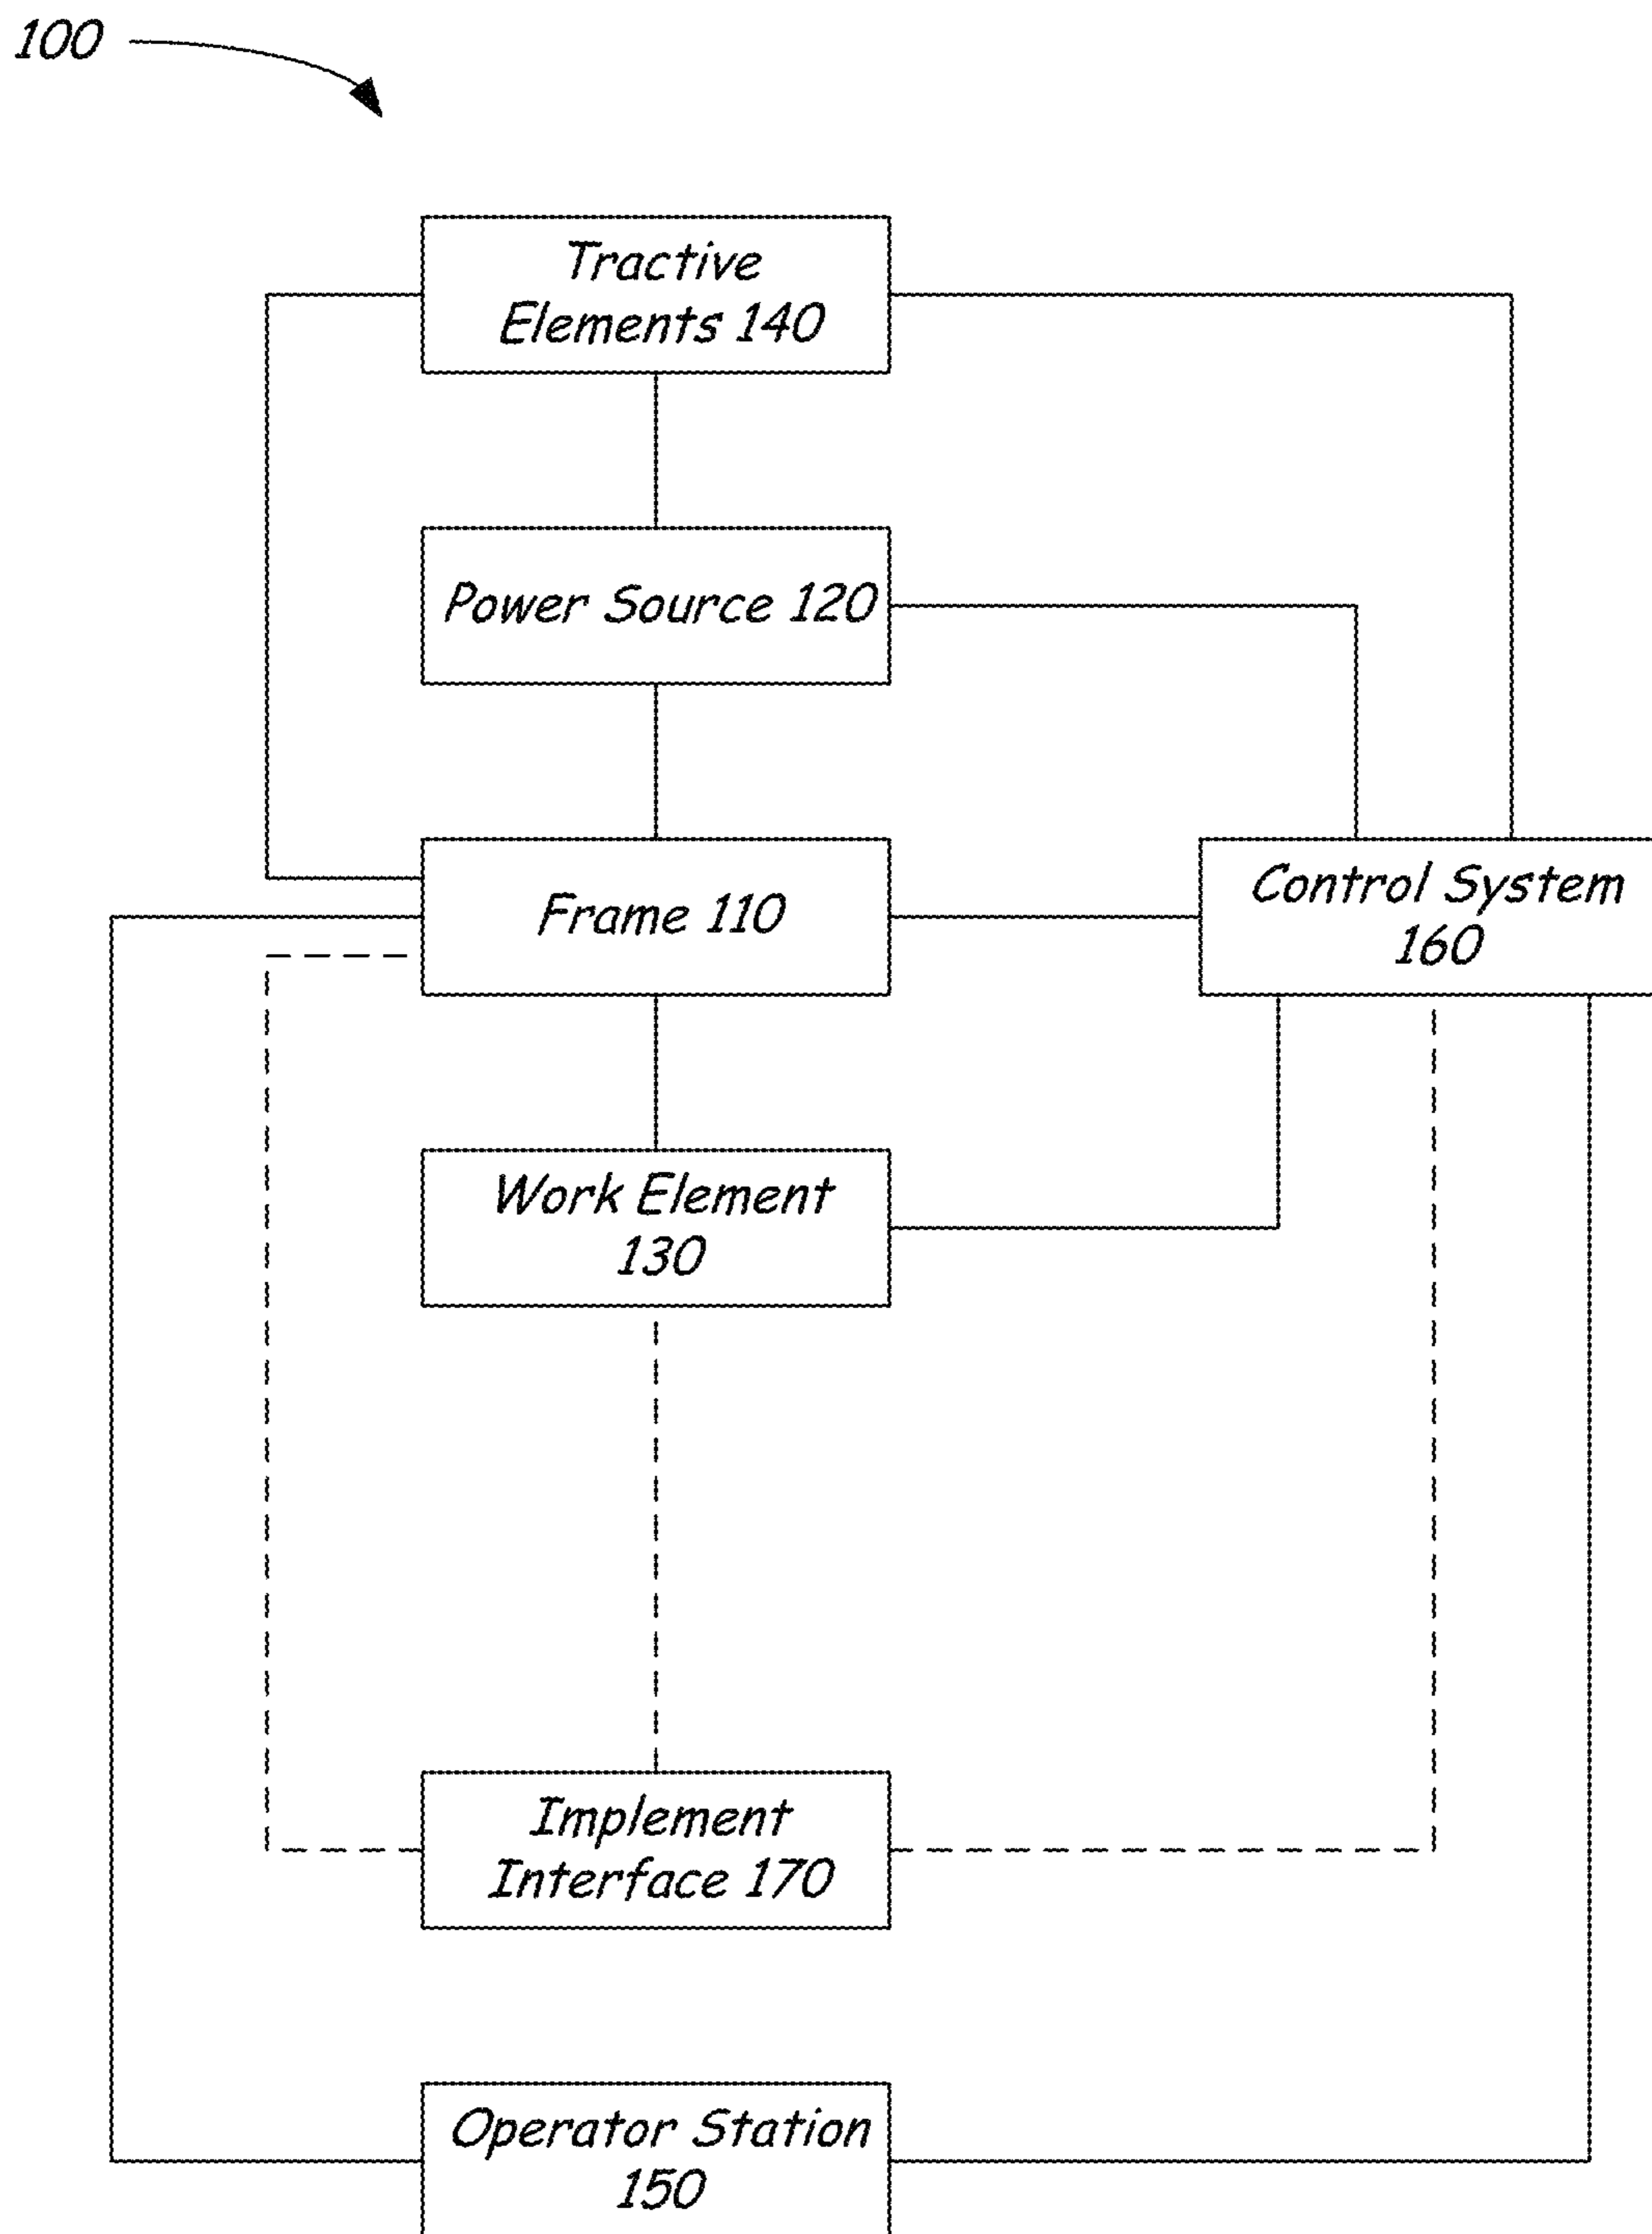 100
Tractive
Elements 140
Power Source 120
Frame 110
Control System
160
Work Element
130
Implement
Interface 170
Operator Station
150